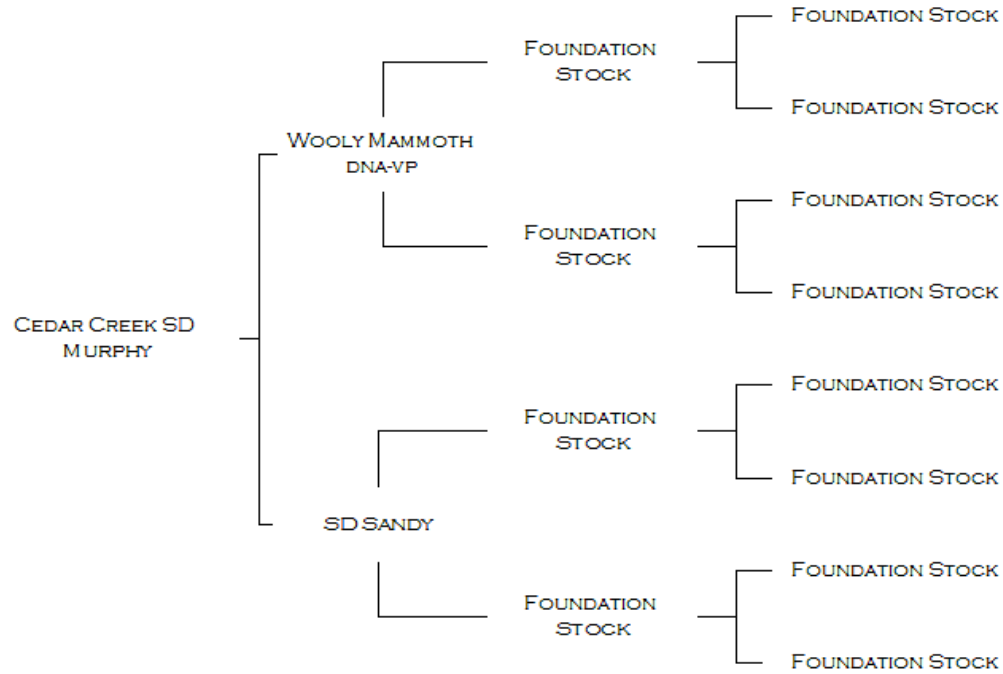 Foundation Stock
Foundation
Stock
Foundation Stock
Wooly Mammoth
DNA-VP
Foundation Stock
Foundation
Stock
Foundation Stock
Cedar Creek SD
Murphy
Foundation Stock
Foundation
Stock
Foundation Stock
SD Sandy
Foundation Stock
Foundation
Stock
Foundation Stock